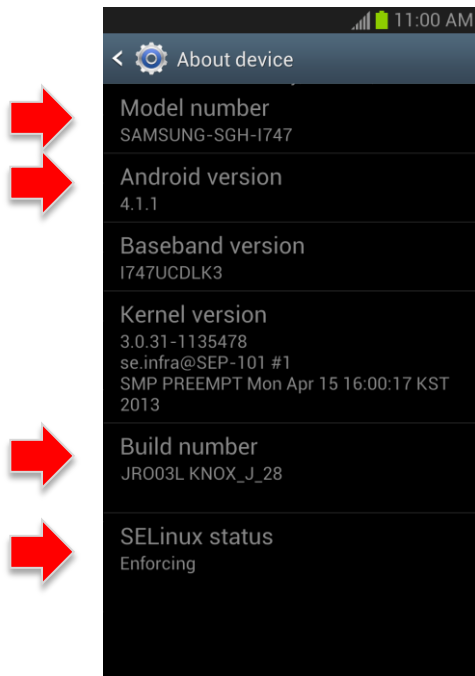 11:00 AM
About device
Model number
SAMSUNG-SGH-I747
Android version
4.1.1
Baseband version
I747UCDLK3
Kernel version
3.0.31-1135478
se.infra@SEP-101 #1
SMP PREEMPT Mon Apr 15 16:00:17 KST
2013
Build number
JRO03L KNOX_J_28
SELinux status
Enforcing